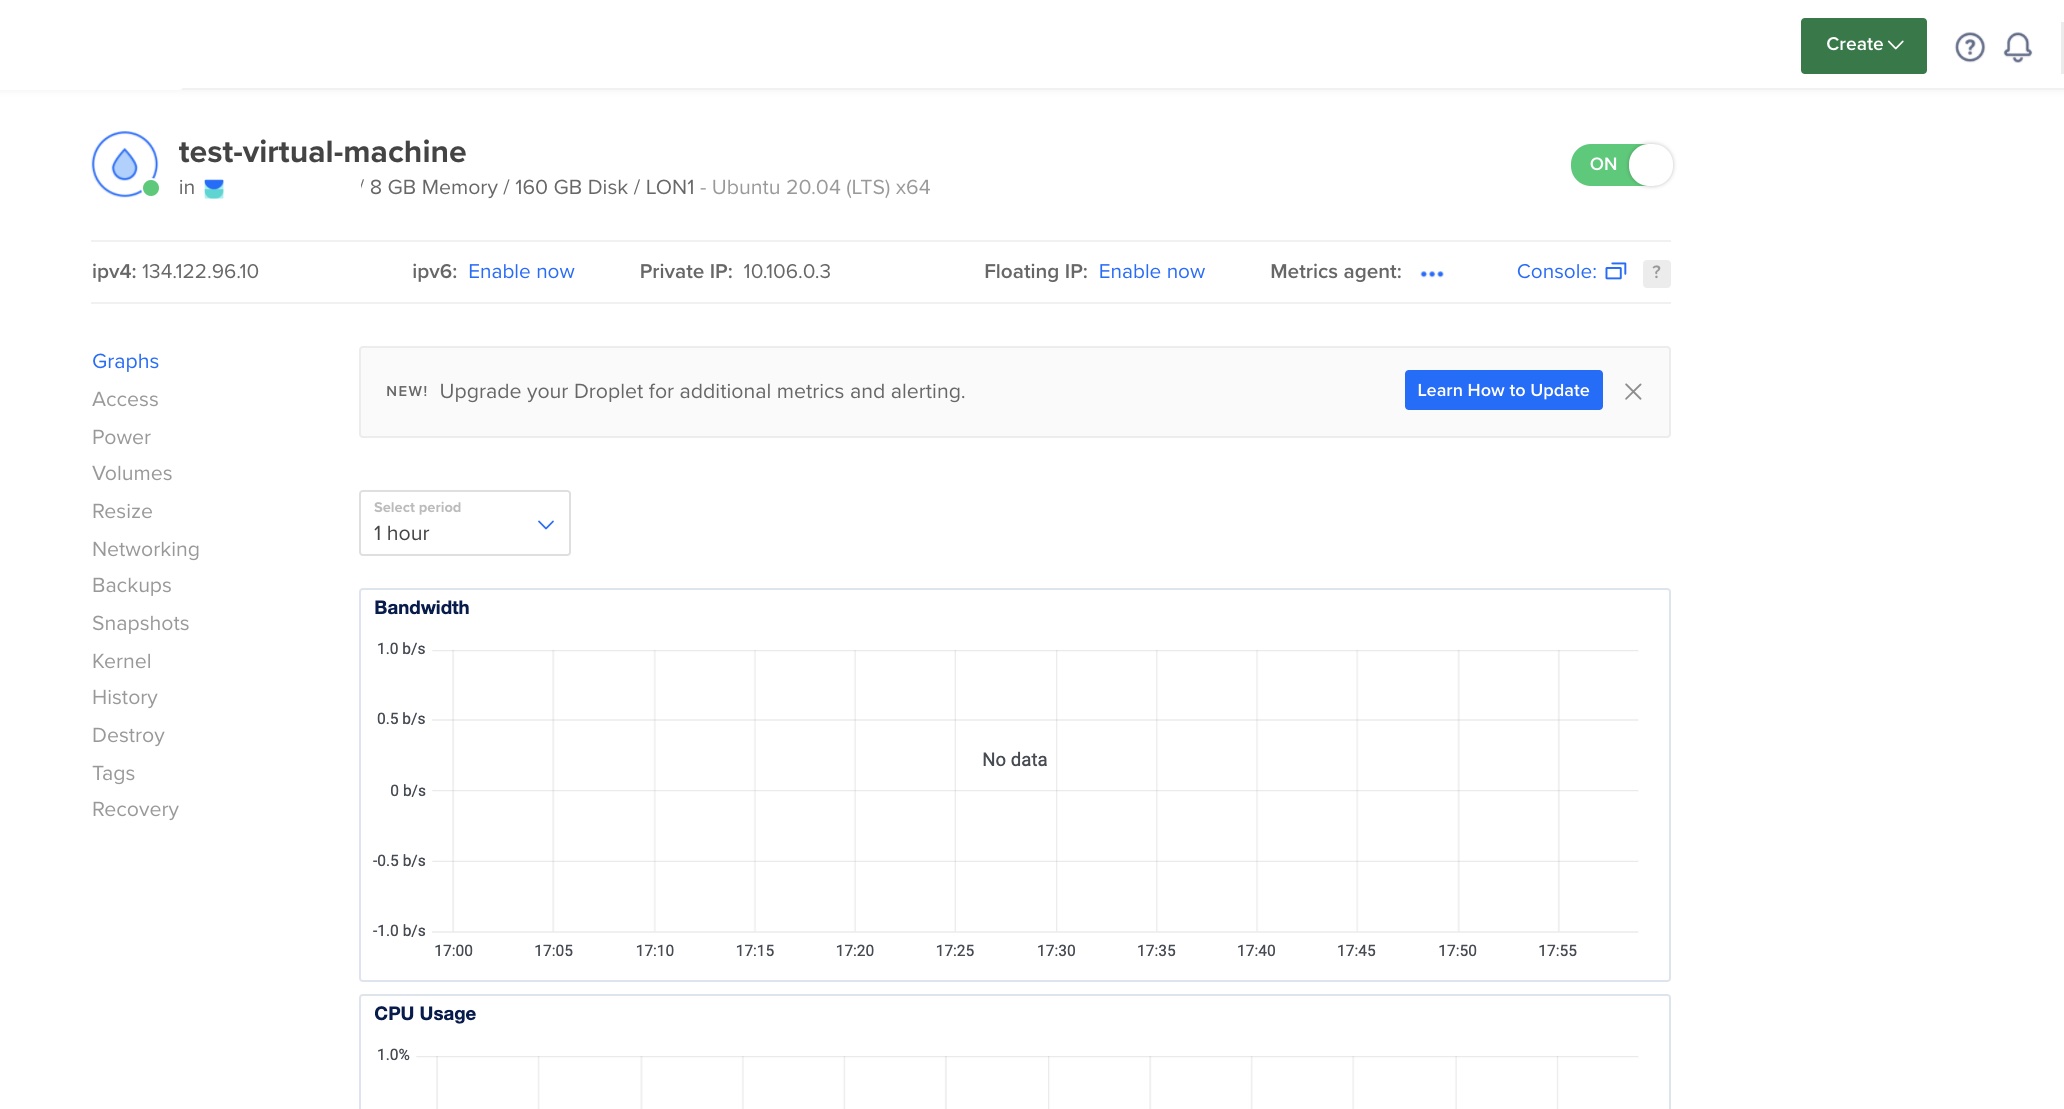 Create
test-virtual-machine
ON
in / 8 GB Memory / 160 GB Disk / LON1 - Ubuntu 20.04 (LTS) x64
ipv4: 134.122.96.10 ipv6: Enable now Private IP: 10.106.0.3 Floating IP: Enable now Metrics agent: ••• Console: ?
Graphs
Access
Power
Volumes
Resize
Networking
Backups
Snapshots
Kernel
History
Destroy
Tags
Recovery
NEW! Upgrade your Droplet for additional metrics and alerting. Learn How to Update
Select period
1 hour
Bandwidth
1.0 b/s
0.5 b/s
No data
0 b/s
-0.5 b/s
-1.0 b/s
17:00 17:05 17:10 17:15 17:20 17:25 17:30 17:35 17:40 17:45 17:50 17:55
CPU Usage
1.0%